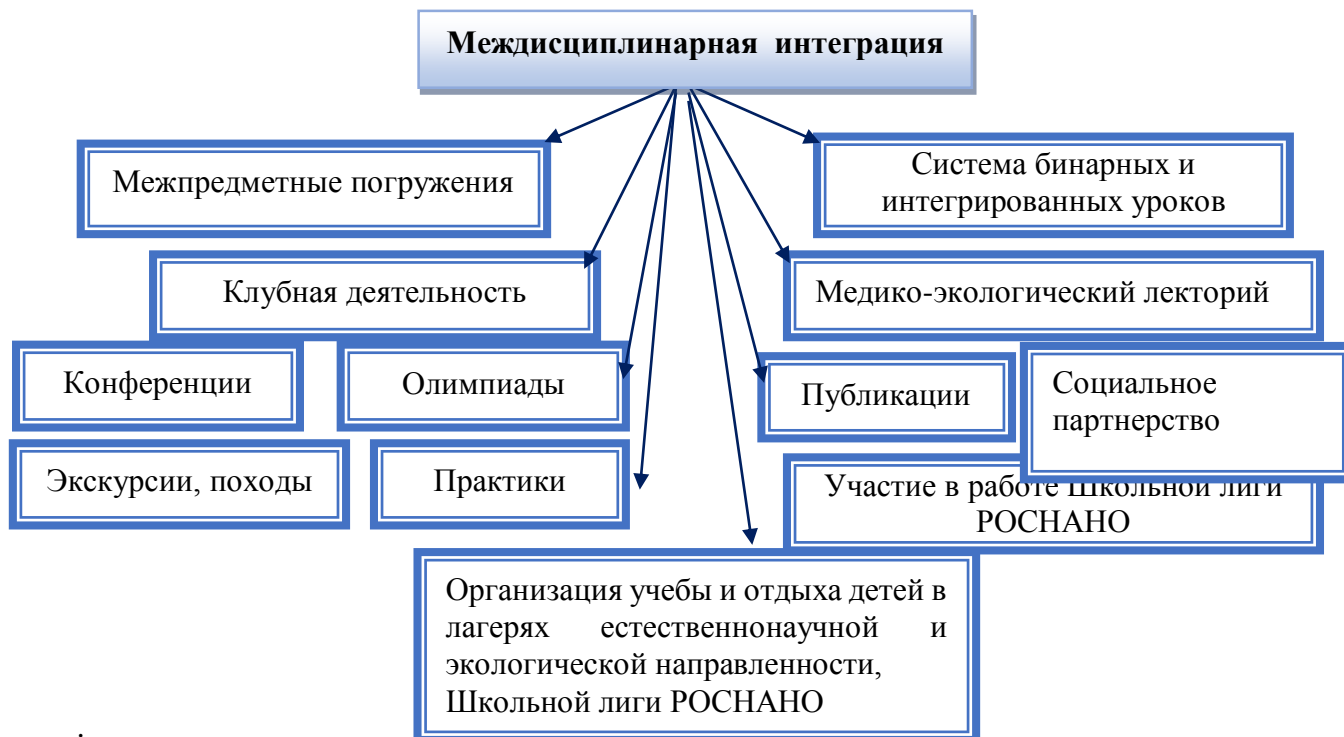 Междисциплинарная интеграция
Межпредметные погружения
Система бинарных и
интегрированных уроков
Клубная деятельность
Медико-экологический лекторий
Конференции
Олимпиады
Публикации
Социальное
партнерство
Экскурсии, походы
Практики
Участие в работе Школьной лиги
РОСНАНО
Организация учебы и отдыха детей в
лагерях естественнонаучной и
экологической направленности,
Школьной лиги РОСНАНО
.